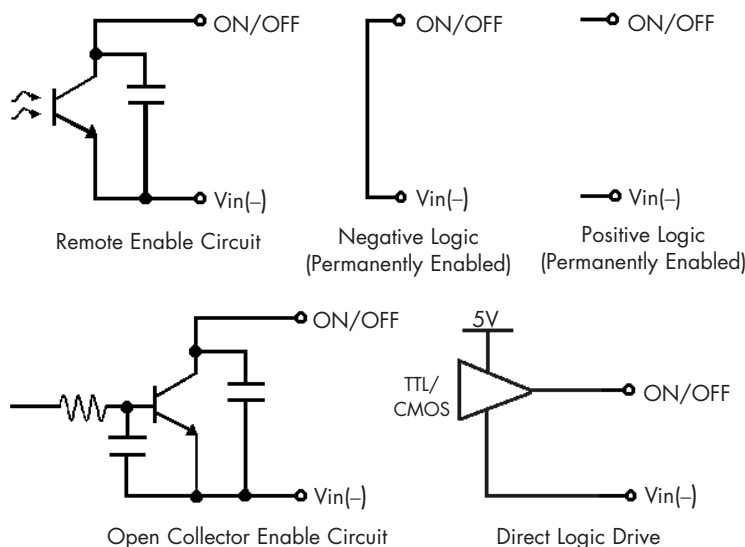 ON/OFF
Vin(–)
Remote Enable Circuit
ON/OFF
Vin(–)
Negative Logic
(Permanently Enabled)
ON/OFF
Vin(–)
Positive Logic
(Permanently Enabled)
ON/OFF
Vin(–)
Open Collector Enable Circuit
5V
TTL/
CMOS
ON/OFF
Vin(–)
Direct Logic Drive